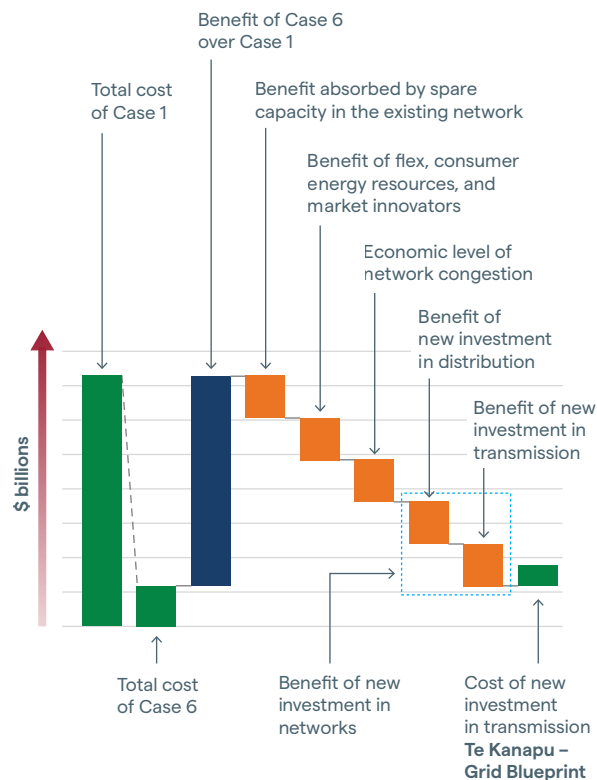 Benefit of Case 6
over Case 1
Total cost
of Case 1
Benefit absorbed by spare
capacity in the existing network
Benefit of flex, consumer
energy resources, and
market innovators
Economic level of
network congestion
Benefit of
new investment
in distribution
Benefit of new
investment in
transmission
$ billions
Total cost
of Case 6
Benefit of new
investment in
networks
Cost of new
investment
in transmission
Te Kanapu –
Grid Blueprint